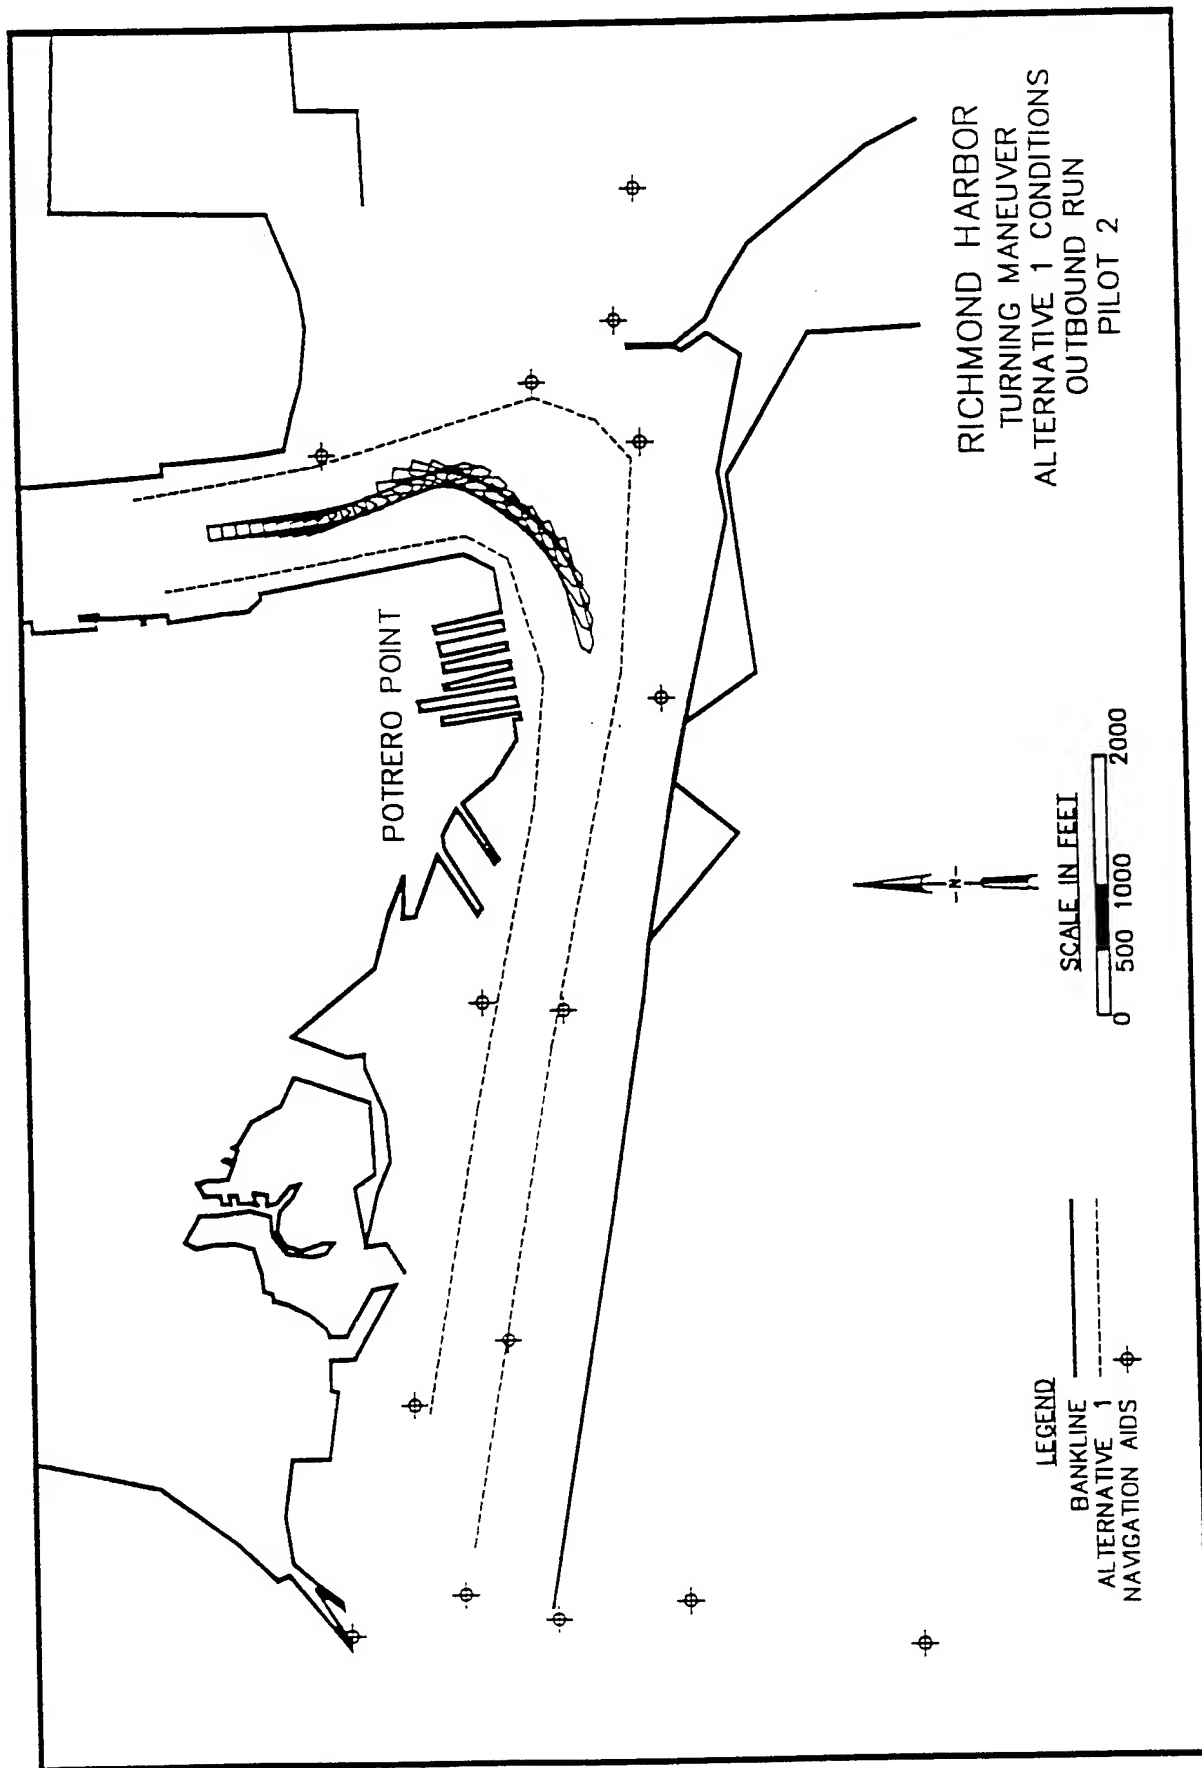 POTRERO POINT
RICHMOND HARBOR
TURNING MANEUVER
ALTERNATIVE 1 CONDITIONS
OUTBOUND RUN
PILOT 2
-N-
SCALE IN FEET
0 500 1000 2000
LEGEND
BANKLINE
ALTERNATIVE 1
NAVIGATION AIDS